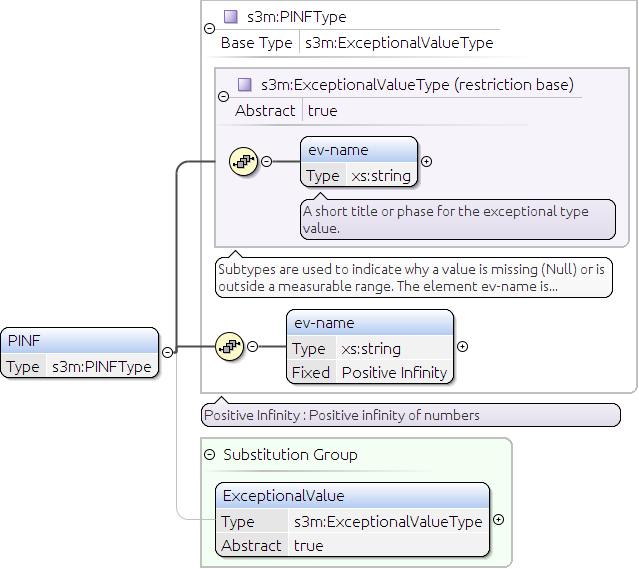 s3m:PINFType
Base Type s3m:ExceptionalValueType
s3m:ExceptionalValueType (restriction base)
Abstract true
ev-name
Type xs:string
A short title or phase for the exceptional type
value.
Subtypes are used to indicate why a value is missing (Null) or is
outside a measurable range. The element ev-name is...
PINF
Type s3m:PINFType
ev-name
Type xs:string
Fixed Positive Infinity
Positive Infinity : Positive infinity of numbers
Substitution Group
ExceptionalValue
Type s3m:ExceptionalValueType
Abstract true